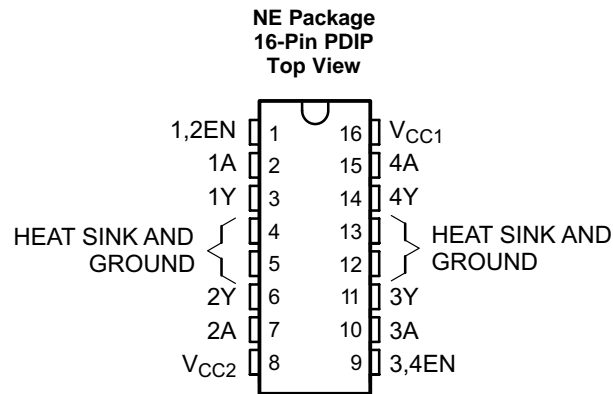 NE Package
16-Pin PDIP
Top View
1,2EN 1 16 VCC1
1A 2 15 4A
1Y 3 14 4Y
HEAT SINK AND
GROUND
4 13
5 12
HEAT SINK AND
GROUND
2Y 6 11 3Y
2A 7 10 3A
VCC2 8 9 3,4EN